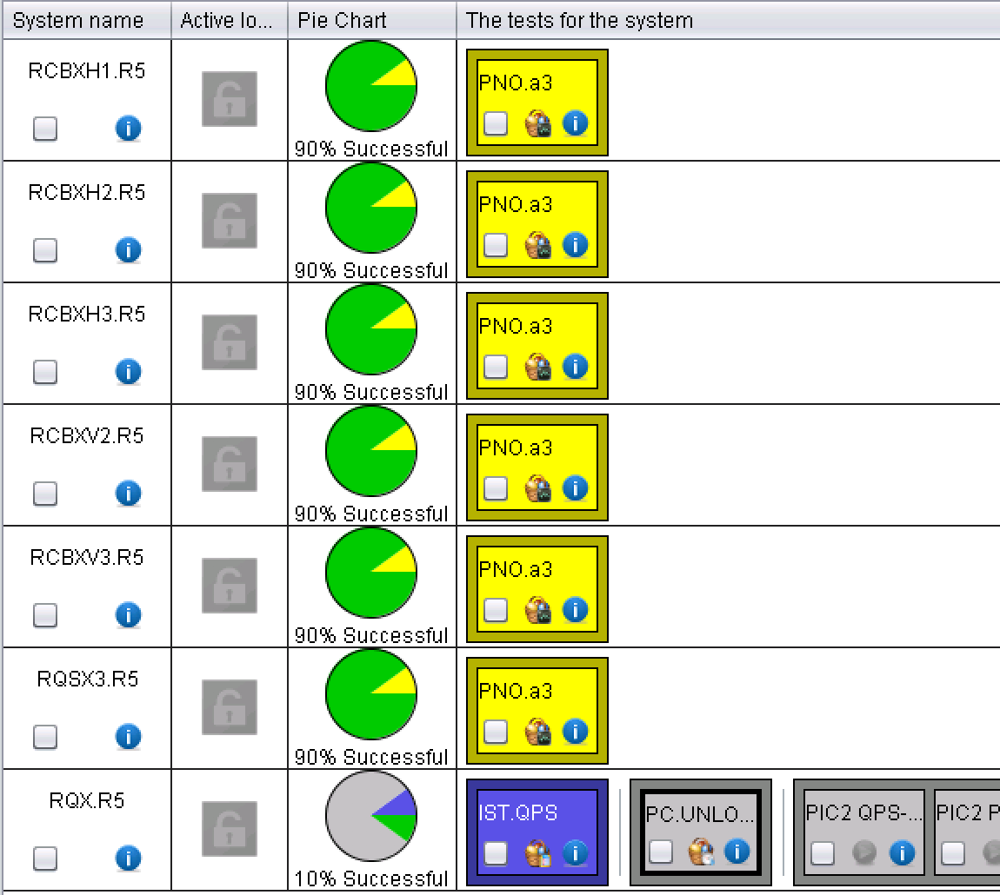 System name Active lo... Pie Chart The tests for the system
RCBXH1.R5
PNO.a3
90% Successful
RCBXH2.R5
PNO.a3
90% Successful
RCBXH3.R5
PNO.a3
90% Successful
RCBXV2.R5
PNO.a3
90% Successful
RCBXV3.R5
PNO.a3
90% Successful
RQSX3.R5
PNO.a3
90% Successful
RQX.R5
IST.QPS PC.UNLO... PIC2 QPS-... PIC2 P
10% Successful